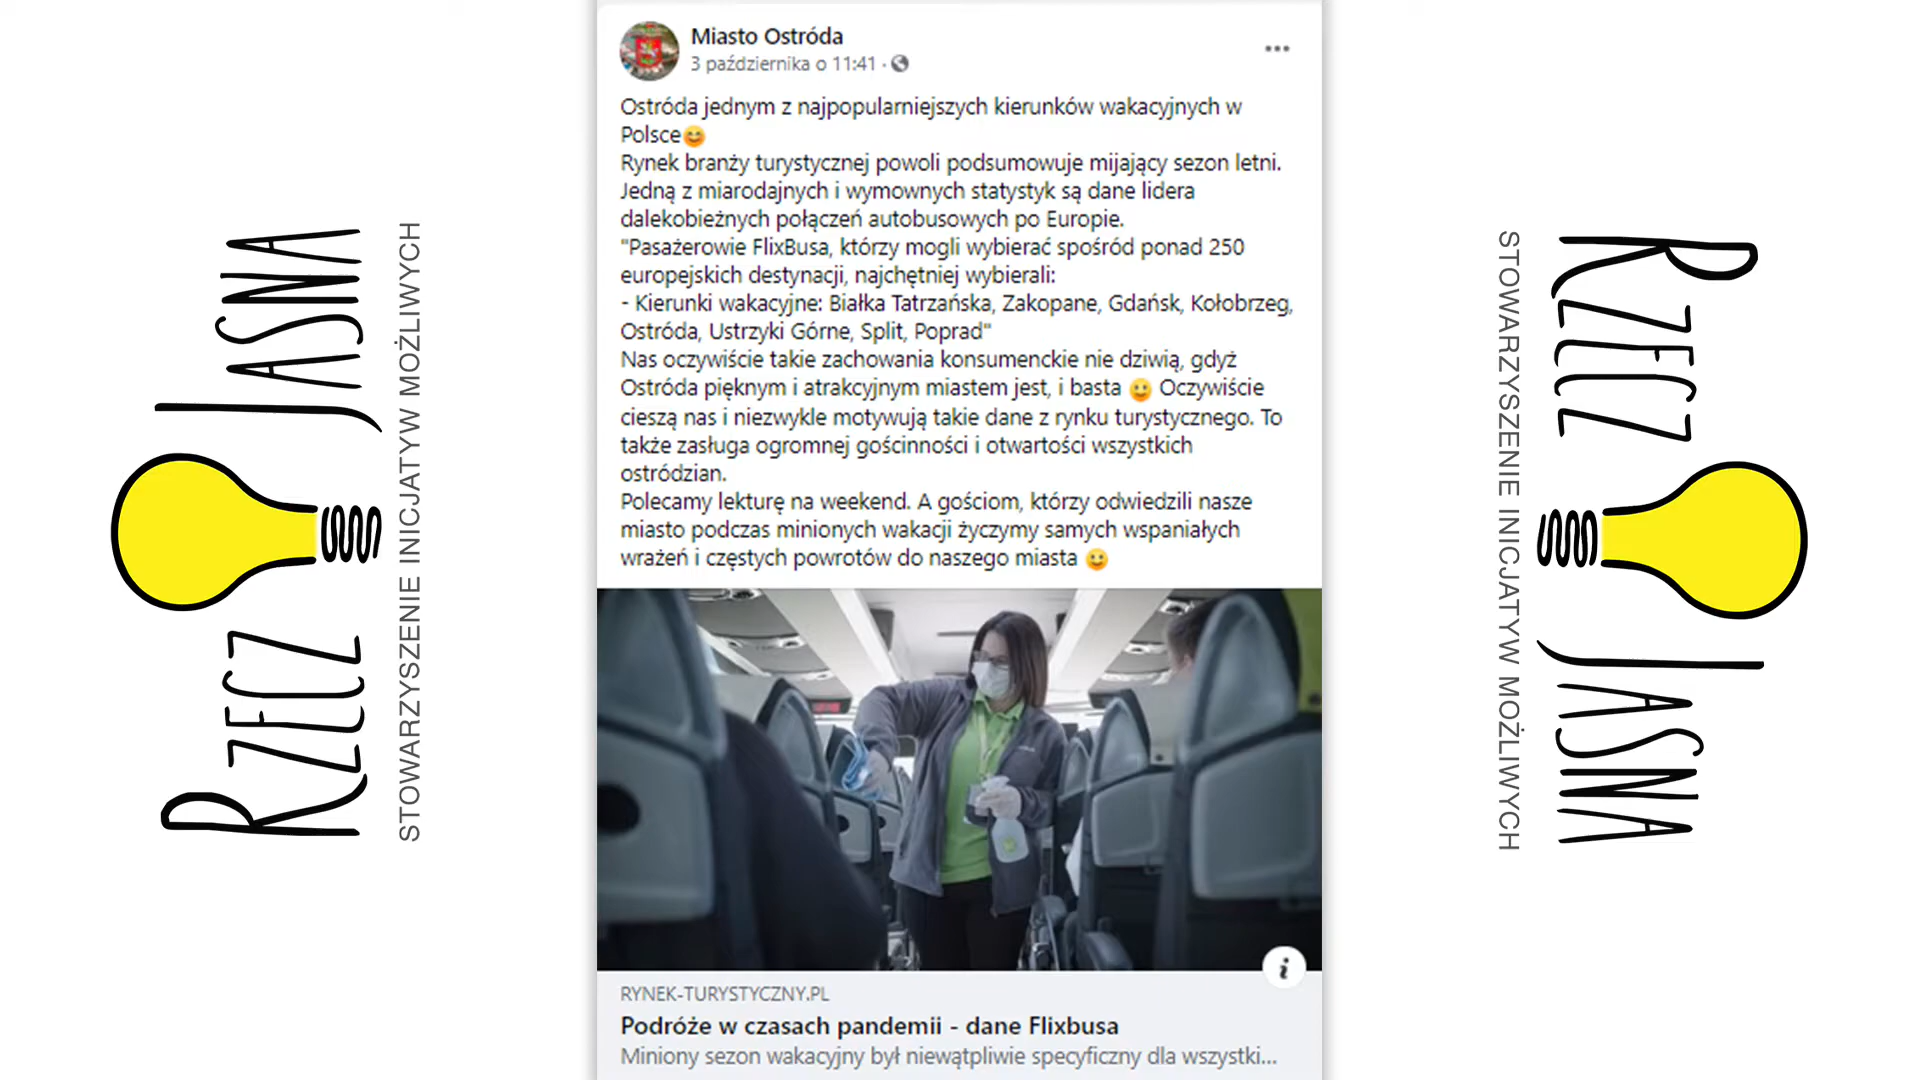 RZECZ JASNA
STOWARZYSZENIE INICJATYW MOŻLIWYCH
Miasto Ostróda
3 października o 11:41 ·
Ostróda jednym z najpopularniejszych kierunków wakacyjnych w
Polsce😊
Rynek branży turystycznej powoli podsumowuje mijający sezon letni.
Jedną z miarodajnych i wymownych statystyk są dane lidera
dalekobieżnych połączeń autobusowych po Europie.
"Pasażerowie FlixBusa, którzy mogli wybierać spośród ponad 250
europejskich destynacji, najchętniej wybierali:
- Kierunki wakacyjne: Białka Tatrzańska, Zakopane, Gdańsk, Kołobrzeg,
Ostróda, Ustrzyki Górne, Split, Poprad"
Nas oczywiście takie zachowania konsumenckie nie dziwią, gdyż
Ostróda pięknym i atrakcyjnym miastem jest, i basta 🙂 Oczywiście
cieszą nas i niezwykle motywują takie dane z rynku turystycznego. To
także zasługa ogromnej gościnności i otwartości wszystkich
ostródzian.
Polecamy lekturę na weekend. A gościom, którzy odwiedzili nasze
miasto podczas minionych wakacji życzymy samych wspaniałych
wrażeń i częstych powrotów do naszego miasta 🙂
RYNEK-TURYSTYCZNY.PL
Podróże w czasach pandemii - dane Flixbusa
Miniony sezon wakacyjny był niewątpliwie specyficzny dla wszystki...
RZECZ JASNA
STOWARZYSZENIE INICJATYW MOŻLIWYCH